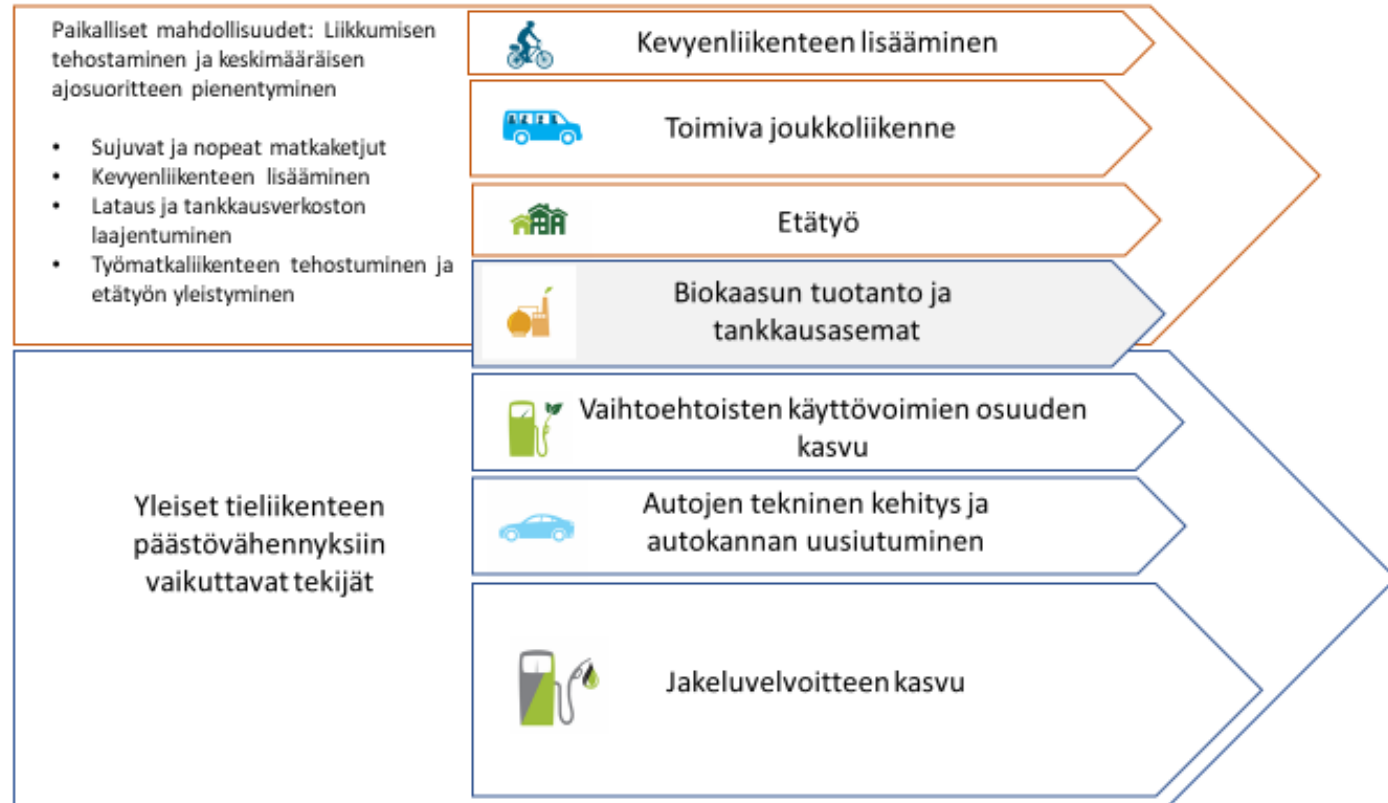 Paikalliset mahdollisuudet: Liikkumisen
tehostaminen ja keskimääräisen
ajosuoritteen pienentyminen
• Sujuvat ja nopeat matkaketjut
• Kevyenliikenteen lisääminen
• Lataus ja tankkausverkoston
laajentuminen
• Työmatkaliikenteen tehostuminen ja
etätyön yleistyminen
Kevyenliikenteen lisääminen
Toimiva joukkoliikenne
Etätyö
Biokaasun tuotanto ja
tankkausasemat
Yleiset tieliikenteen
päästövähennyksiin
vaikuttavat tekijät
Vaihtoehtoisten käyttövoimien osuuden
kasvu
Autojen tekninen kehitys ja
autokannan uusiutuminen
Jakeluvelvoitteen kasvu